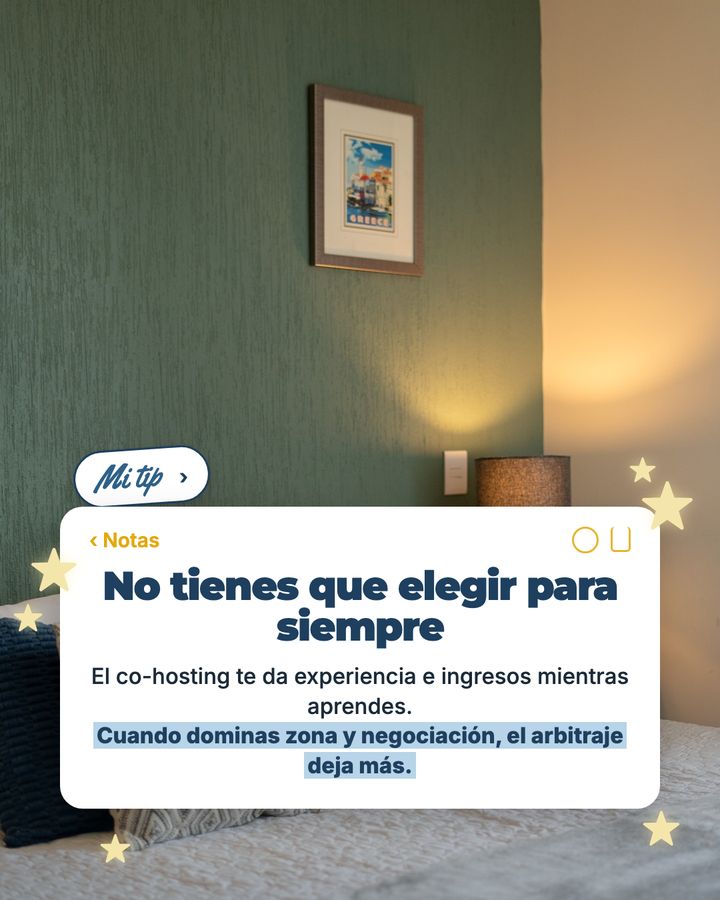 GREECE
Mi tip ›
‹ Notas
No tienes que elegir para
siempre
El co-hosting te da experiencia e ingresos mientras
aprendes.
Cuando dominas zona y negociación, el arbitraje
deja más.